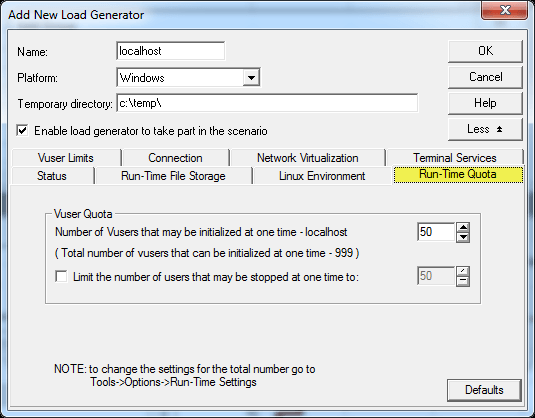 Add New Load Generator
Name: localhost OK
Platform: Windows Cancel
Temporary directory: c:\temp\ Help
Enable load generator to take part in the scenario Less
Vuser Limits Connection Network Virtualization Terminal Services
Status Run-Time File Storage Linux Environment Run-Time Quota
Vuser Quota
Number of Vusers that may be initialized at one time - localhost 50
( Total number of vusers that can be initialized at one time - 999 )
Limit the number of users that may be stopped at one time to: 50
NOTE: to change the settings for the total number go to
Tools->Options->Run-Time Settings
Defaults